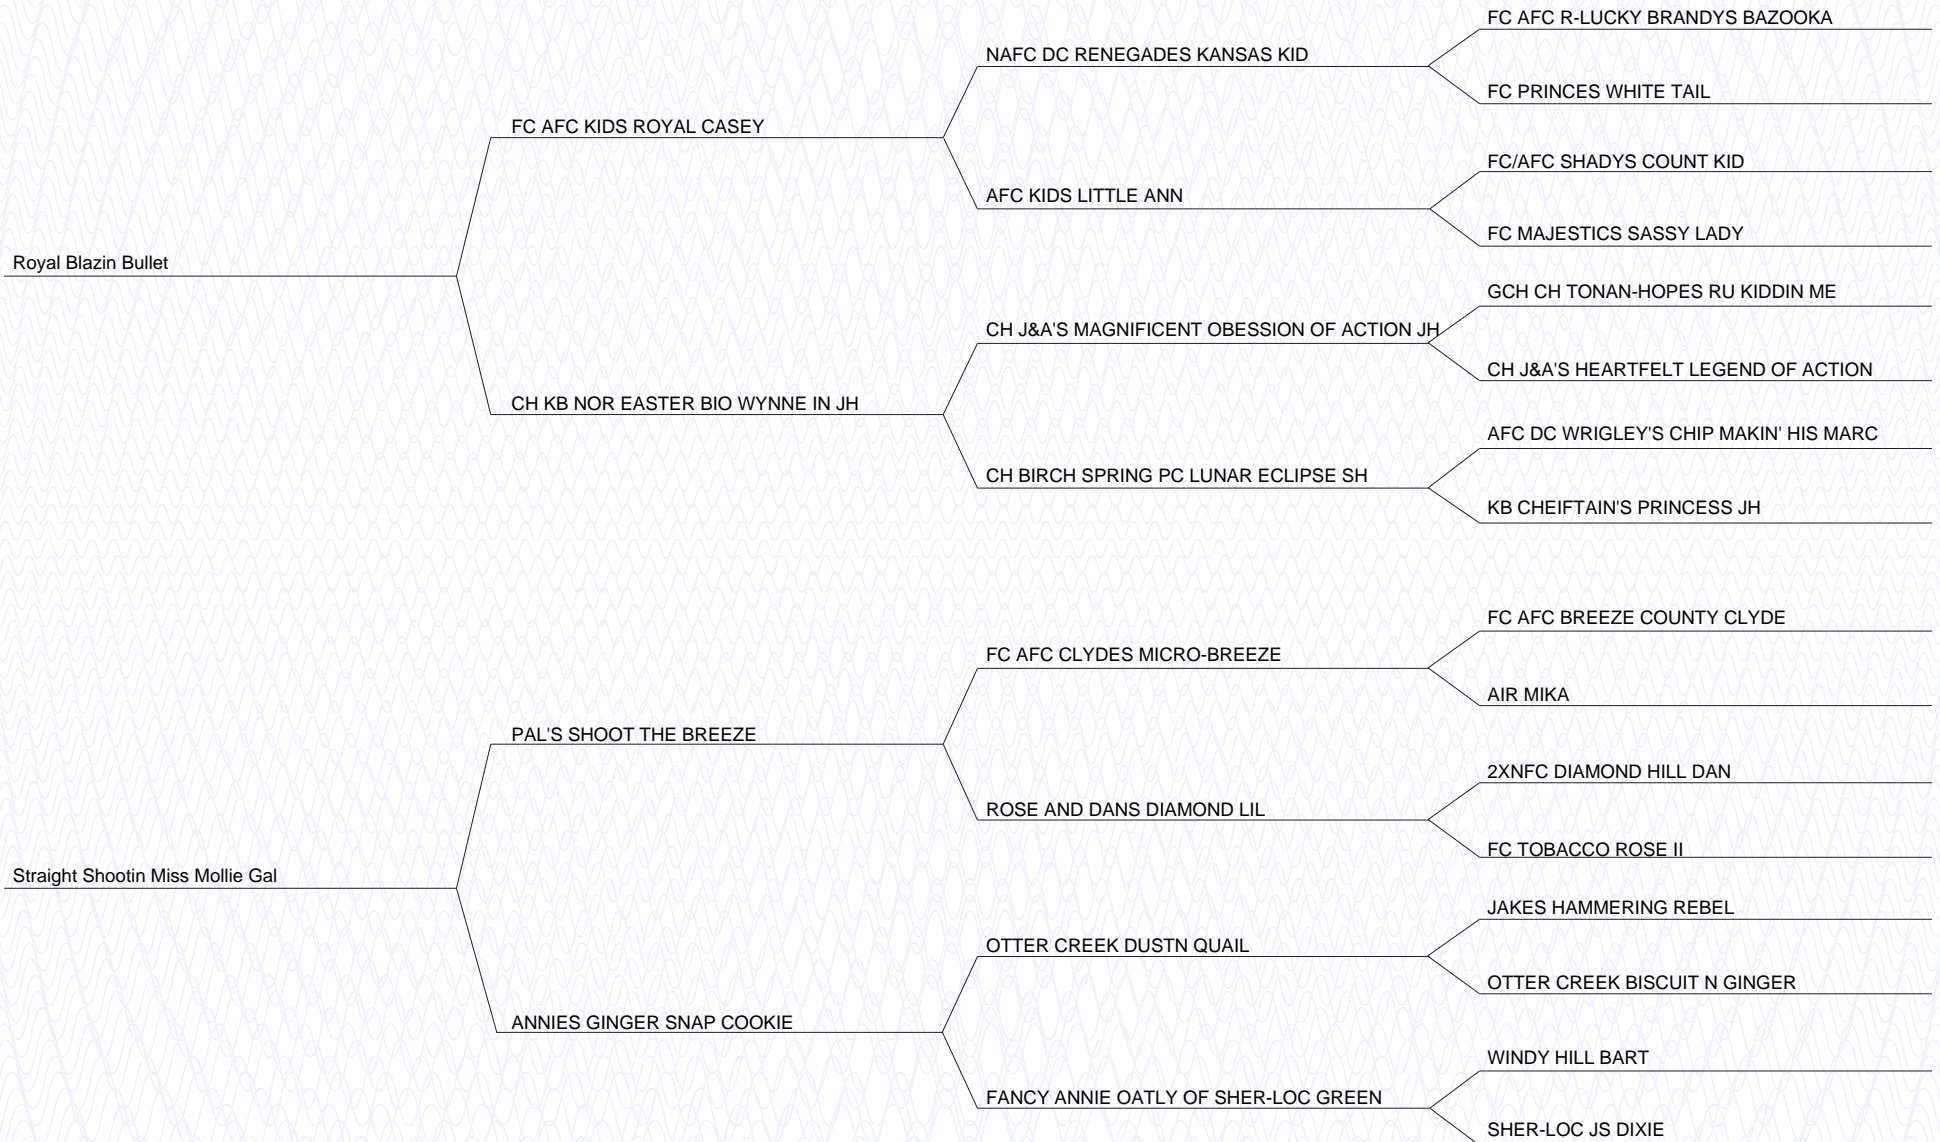 FC AFC R-LUCKY BRANDYS BAZOOKA
NAFC DC RENEGADES KANSAS KID
FC PRINCES WHITE TAIL
FC AFC KIDS ROYAL CASEY
FC/AFC SHADYS COUNT KID
AFC KIDS LITTLE ANN
FC MAJESTICS SASSY LADY
Royal Blazin Bullet
GCH CH TONAN-HOPES RU KIDDIN ME
CH J&A'S MAGNIFICENT OBESSION OF ACTION JH
CH J&A'S HEARTFELT LEGEND OF ACTION
CH KB NOR EASTER BIO WYNNE IN JH
AFC DC WRIGLEY'S CHIP MAKIN' HIS MARC
CH BIRCH SPRING PC LUNAR ECLIPSE SH
KB CHEIFTAIN'S PRINCESS JH
FC AFC BREEZE COUNTY CLYDE
FC AFC CLYDES MICRO-BREEZE
AIR MIKA
PAL'S SHOOT THE BREEZE
2XNFC DIAMOND HILL DAN
ROSE AND DANS DIAMOND LIL
FC TOBACCO ROSE II
Straight Shootin Miss Mollie Gal
JAKES HAMMERING REBEL
OTTER CREEK DUSTN QUAIL
OTTER CREEK BISCUIT N GINGER
ANNIES GINGER SNAP COOKIE
WINDY HILL BART
FANCY ANNIE OATLY OF SHER-LOC GREEN
SHER-LOC JS DIXIE